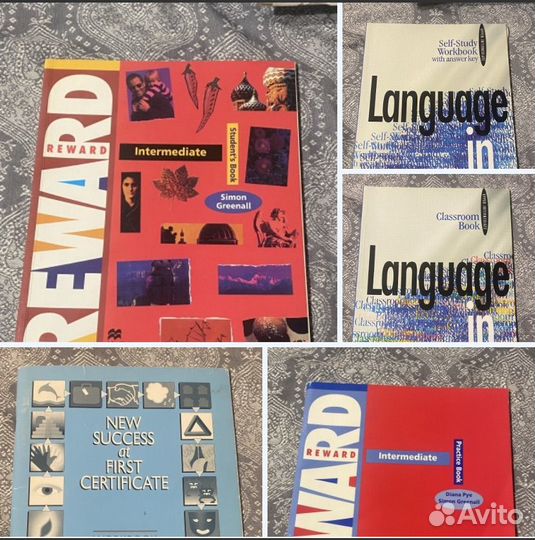 REWARD
REWARD
Intermediate
Student's Book
Simon
Greenall
Self-Study
Workbook
with answer key
Language
in
Classroom
Book
Language
in
NEW
SUCCESS
at
FIRST
CERTIFICATE
REWARD
Intermediate
Practice Book
Diana Pye
Simon Greenall
WARD
Avito